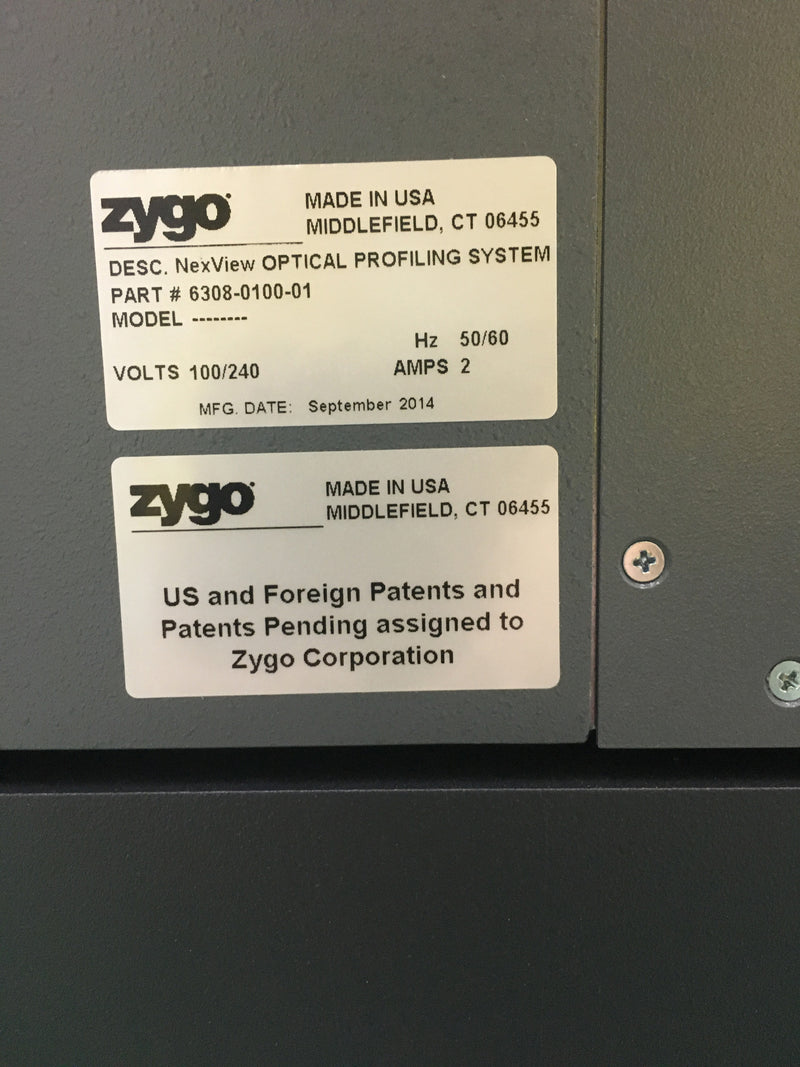 zygo
MADE IN USA
MIDDLEFIELD, CT 06455
DESC. NexView OPTICAL PROFILING SYSTEM
PART # 6308-0100-01
MODEL --------
Hz 50/60
VOLTS 100/240 AMPS 2
MFG. DATE: September 2014
zygo
MADE IN USA
MIDDLEFIELD, CT 06455
US and Foreign Patents and
Patents Pending assigned to
Zygo Corporation